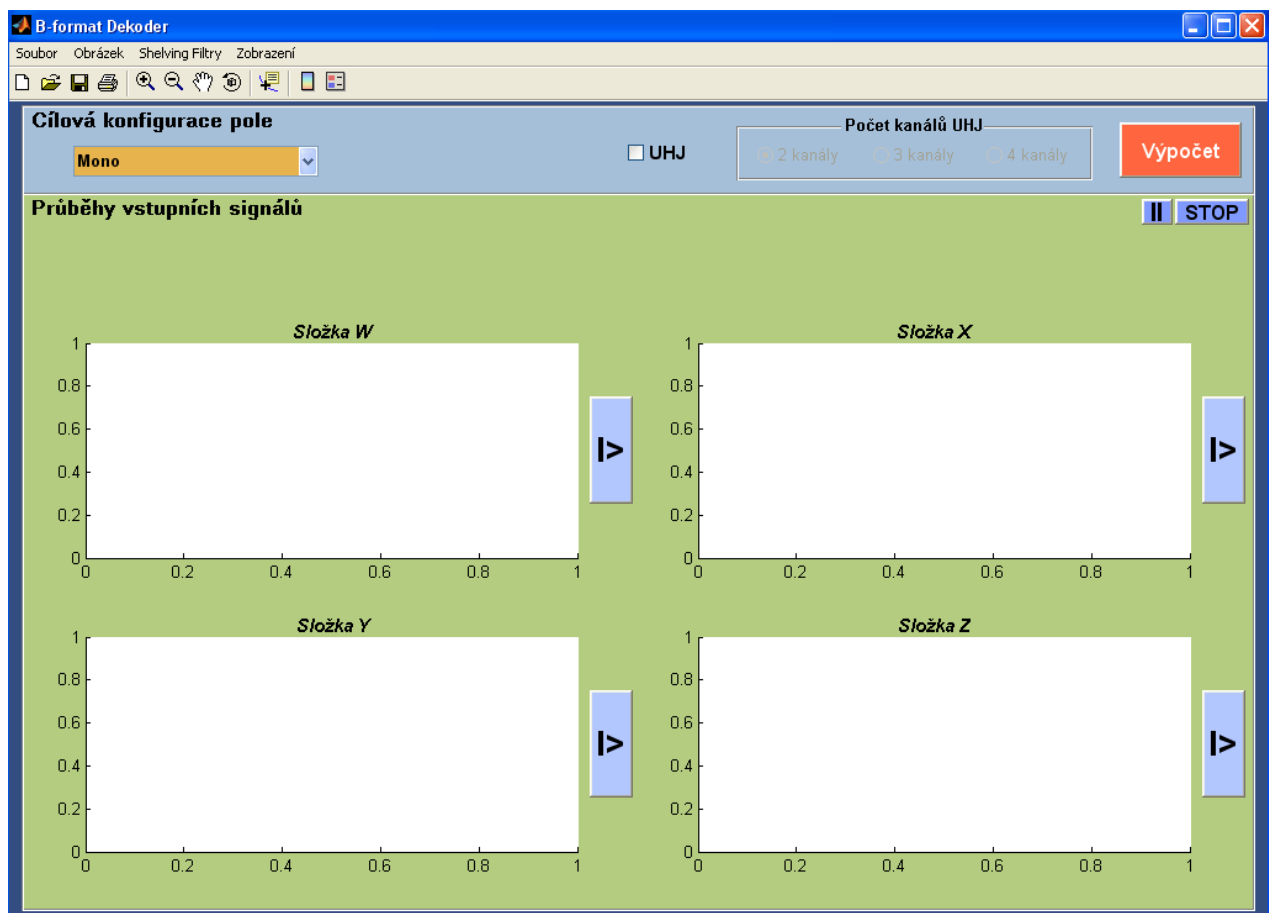 B-format Dekoder
Soubor Obrázek Shelving Filtry Zobrazení
Cílová konfigurace pole
Mono
UHJ
Počet kanálů UHJ
2 kanály 3 kanály 4 kanály
Výpočet
Průběhy vstupních signálů
|| STOP
Složka W
1
0.8
0.6
0.4
0.2
0
0 0.2 0.4 0.6 0.8 1
|>
Složka X
1
0.8
0.6
0.4
0.2
0
0 0.2 0.4 0.6 0.8 1
|>
Složka Y
1
0.8
0.6
0.4
0.2
0
0 0.2 0.4 0.6 0.8 1
|>
Složka Z
1
0.8
0.6
0.4
0.2
0
0 0.2 0.4 0.6 0.8 1
|>